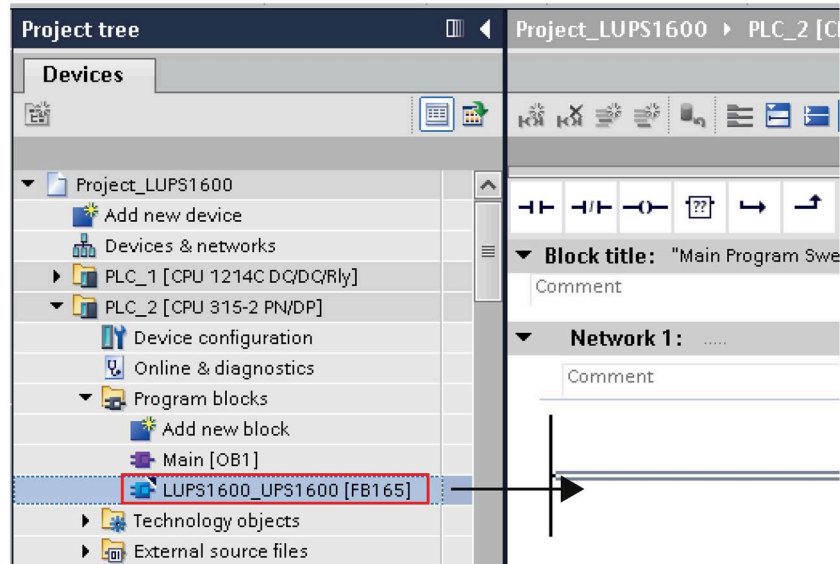 Project tree
Project_LUPS1600 ▸ PLC_2 [C
Devices
Project_LUPS1600
Add new device
Devices & networks
PLC_1 [CPU 1214C DC/DC/Rly]
PLC_2 [CPU 315-2 PN/DP]
Device configuration
Online & diagnostics
Program blocks
Add new block
Main [OB1]
LUPS1600_UPS1600 [FB165]
Technology objects
External source files
??
Block title: "Main Program Swe
Comment
Network 1: .....
Comment